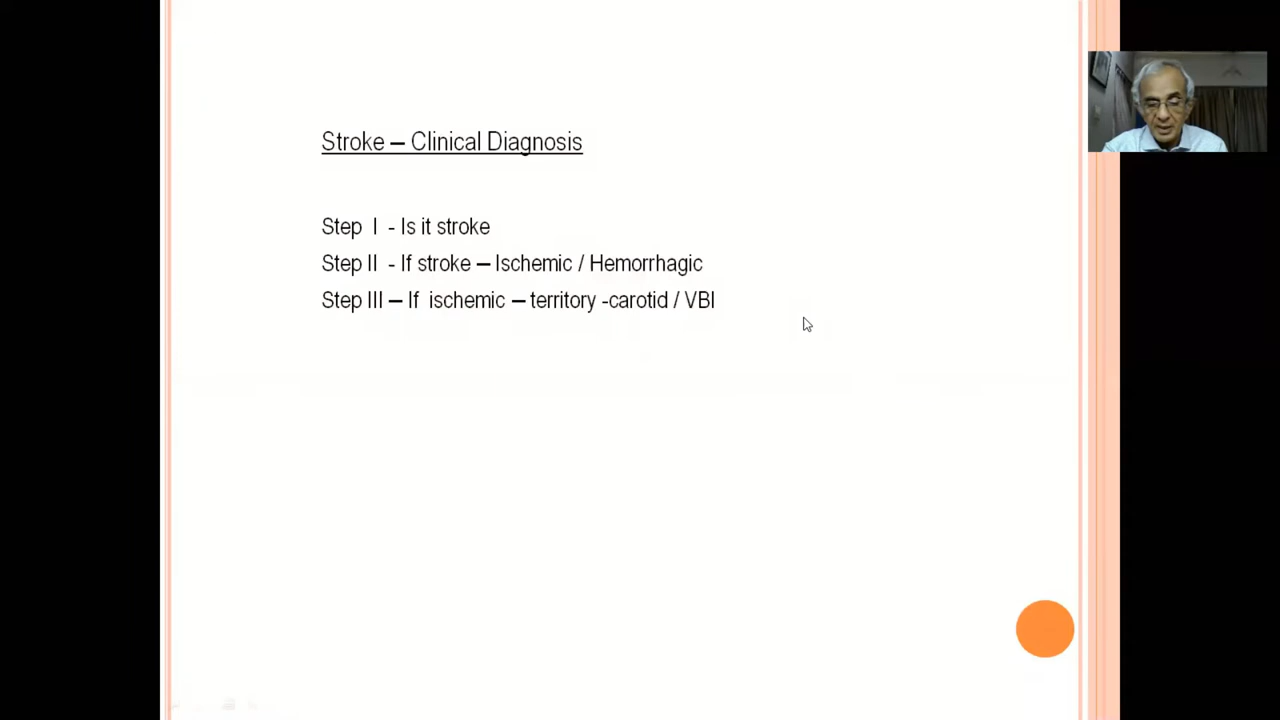 Stroke – Clinical Diagnosis
Step I - Is it stroke
Step II - If stroke – Ischemic / Hemorrhagic
Step III – If ischemic – territory -carotid / VBI